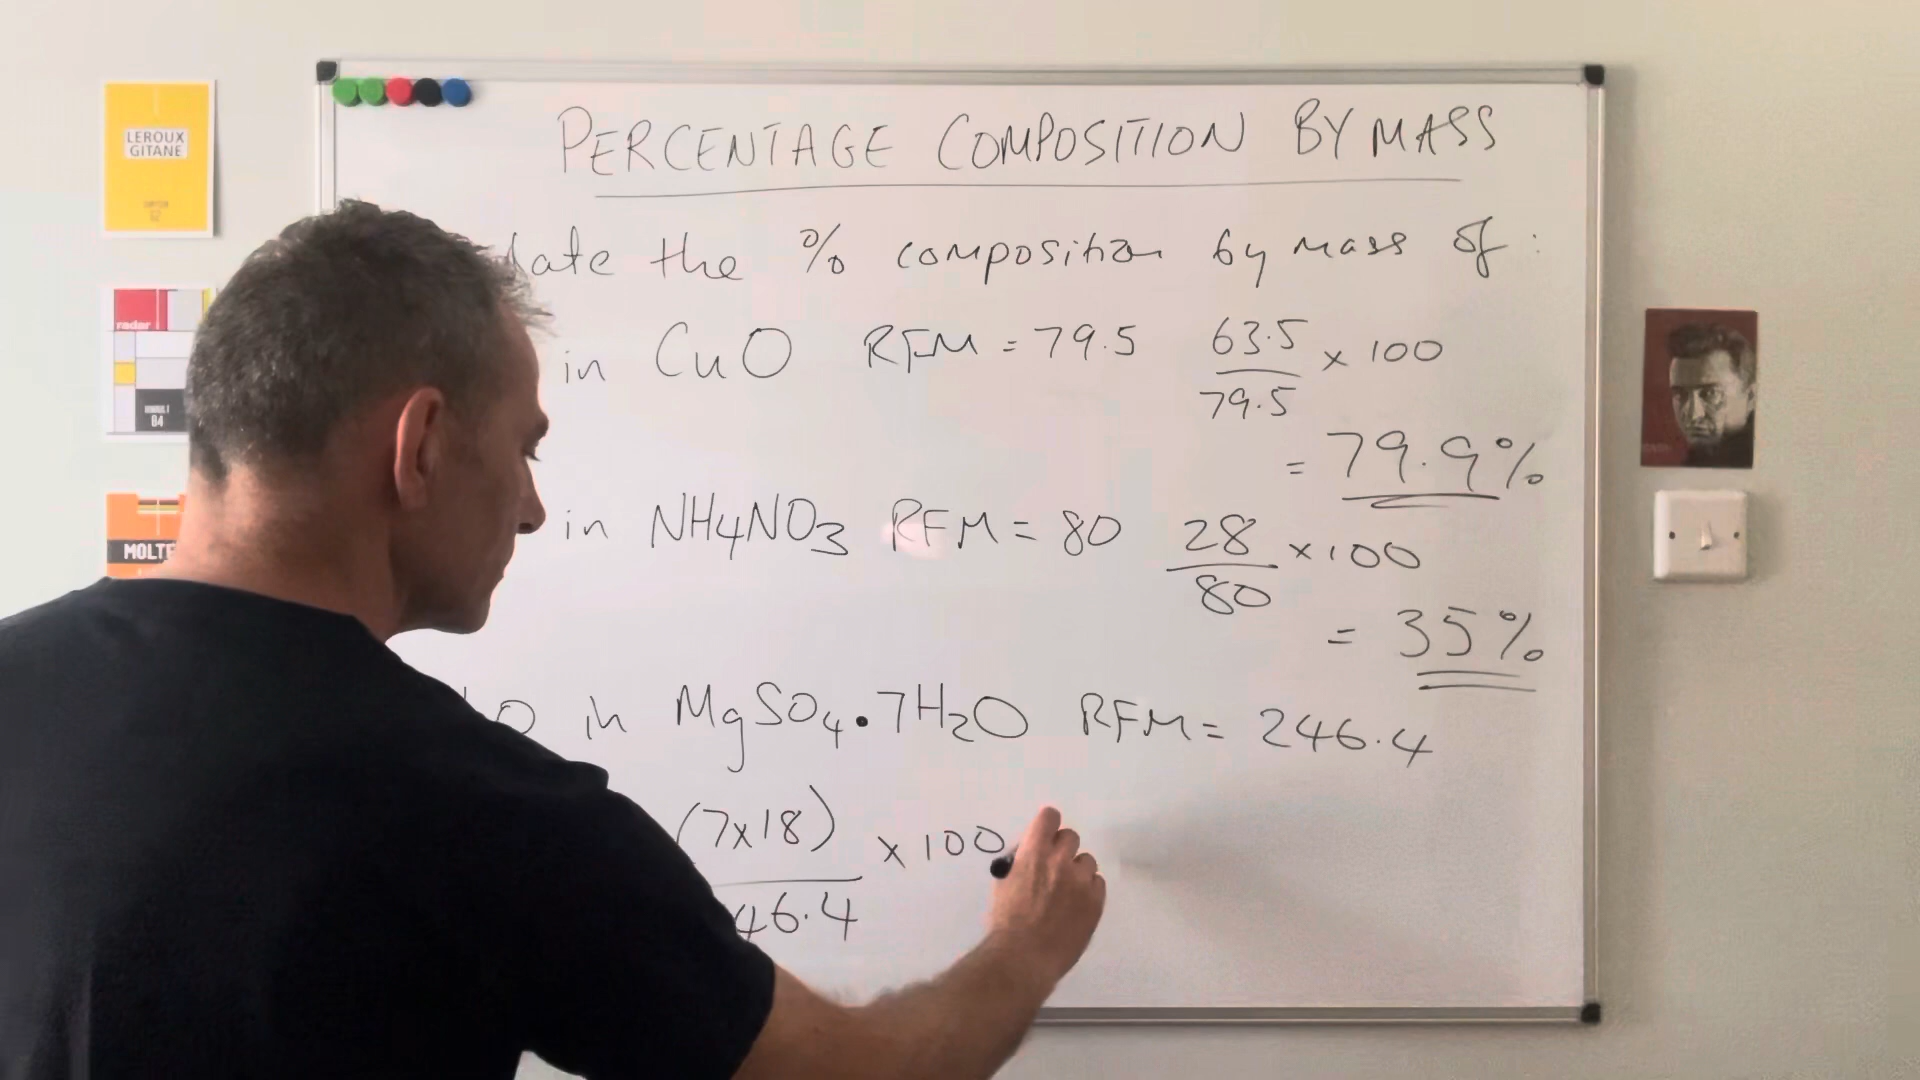 LEROUX
GITANE
radar
84
MOLTE
PERCENTAGE COMPOSITION BY MASS
late the % composition by mass of :
in CuO RFM = 79.5 63.5 / 79.5 × 100
= 79.9%
in NH4NO3 RFM = 80 28 / 80 × 100
= 35%
O in MgSO4•7H2O RFM = 246.4
(7x18) / 46.4 × 100